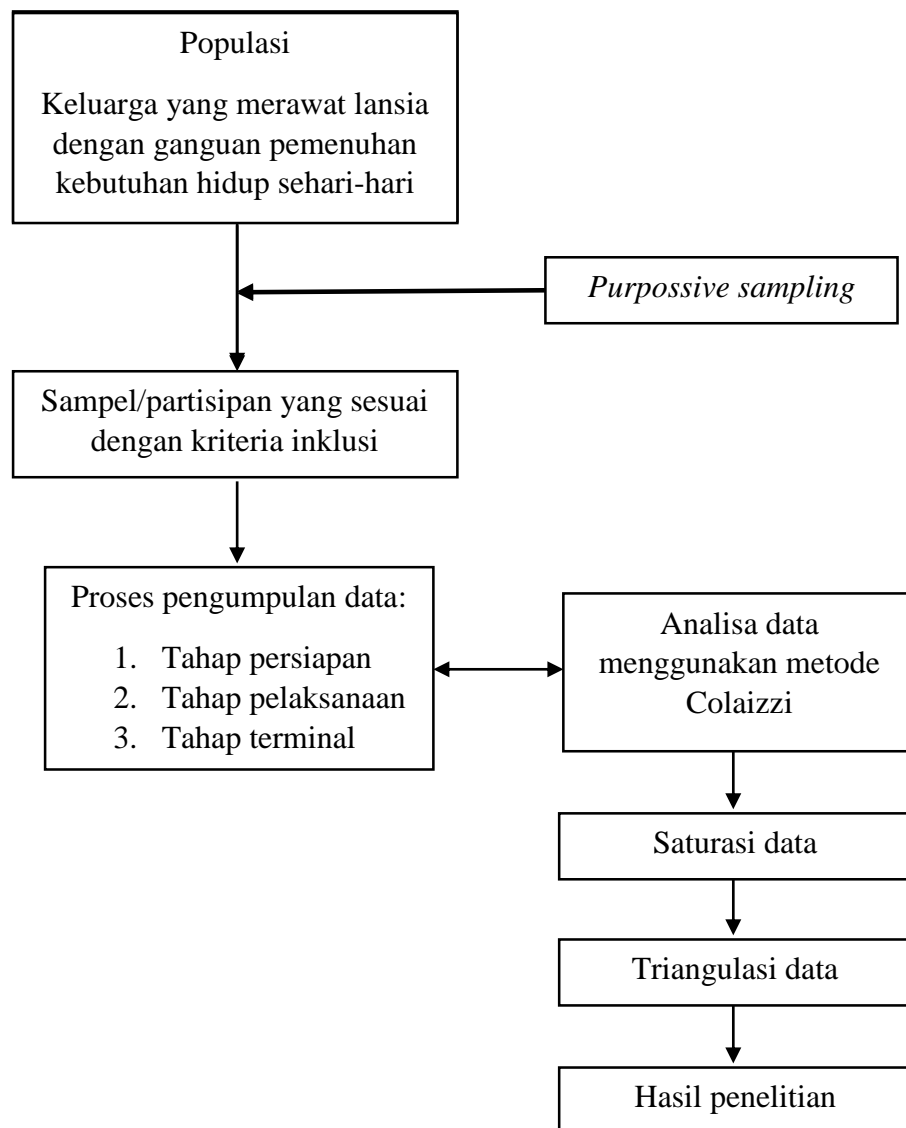 Populasi
Keluarga yang merawat lansia
dengan ganguan pemenuhan
kebutuhan hidup sehari-hari
Purpossive sampling
Sampel/partisipan yang sesuai
dengan kriteria inklusi
Proses pengumpulan data:
1. Tahap persiapan
2. Tahap pelaksanaan
3. Tahap terminal
Analisa data
menggunakan metode
Colaizzi
Saturasi data
Triangulasi data
Hasil penelitian